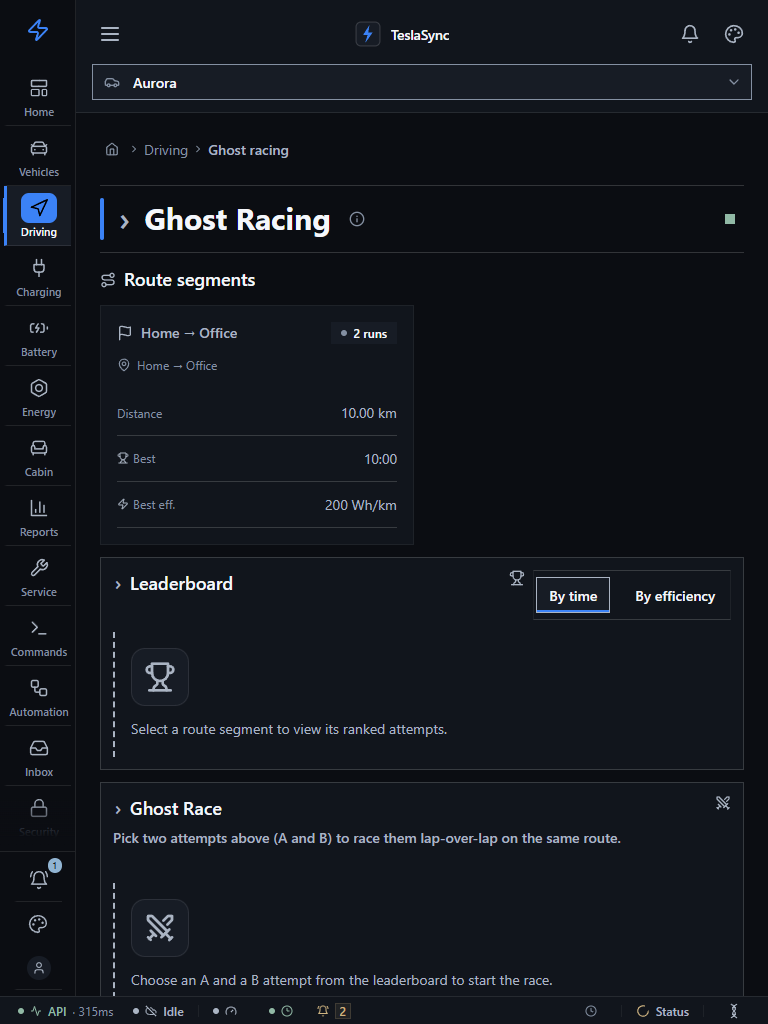 TeslaSync
Aurora
Home
Vehicles
Driving
Charging
Battery
Energy
Cabin
Reports
Service
Commands
Automation
Inbox
Security
1
Driving › Ghost racing
› Ghost Racing
Route segments
Home → Office
2 runs
Home → Office
Distance 10.00 km
Best 10:00
Best eff. 200 Wh/km
› Leaderboard
By time By efficiency
Select a route segment to view its ranked attempts.
› Ghost Race
Pick two attempts above (A and B) to race them lap-over-lap on the same route.
Choose an A and a B attempt from the leaderboard to start the race.
API · 315ms Idle 2 Status